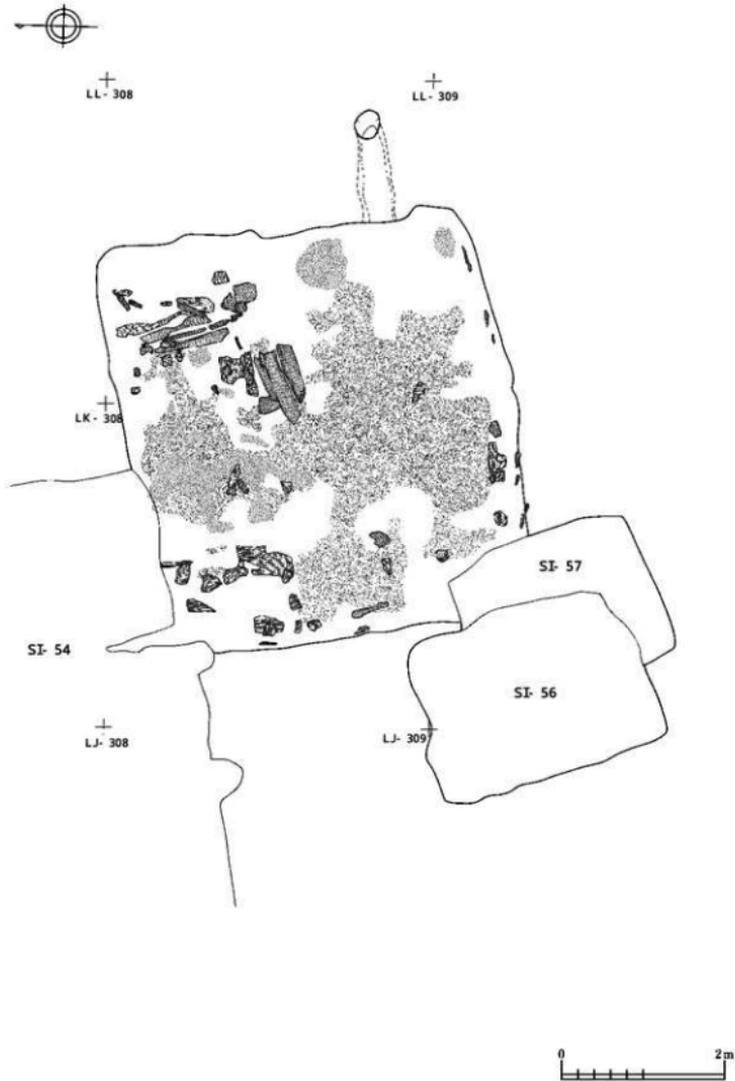 LL- 308
LL- 309
LK- 308
SI- 57
SI- 54
SI- 56
LJ- 308
LJ- 309
0 2m